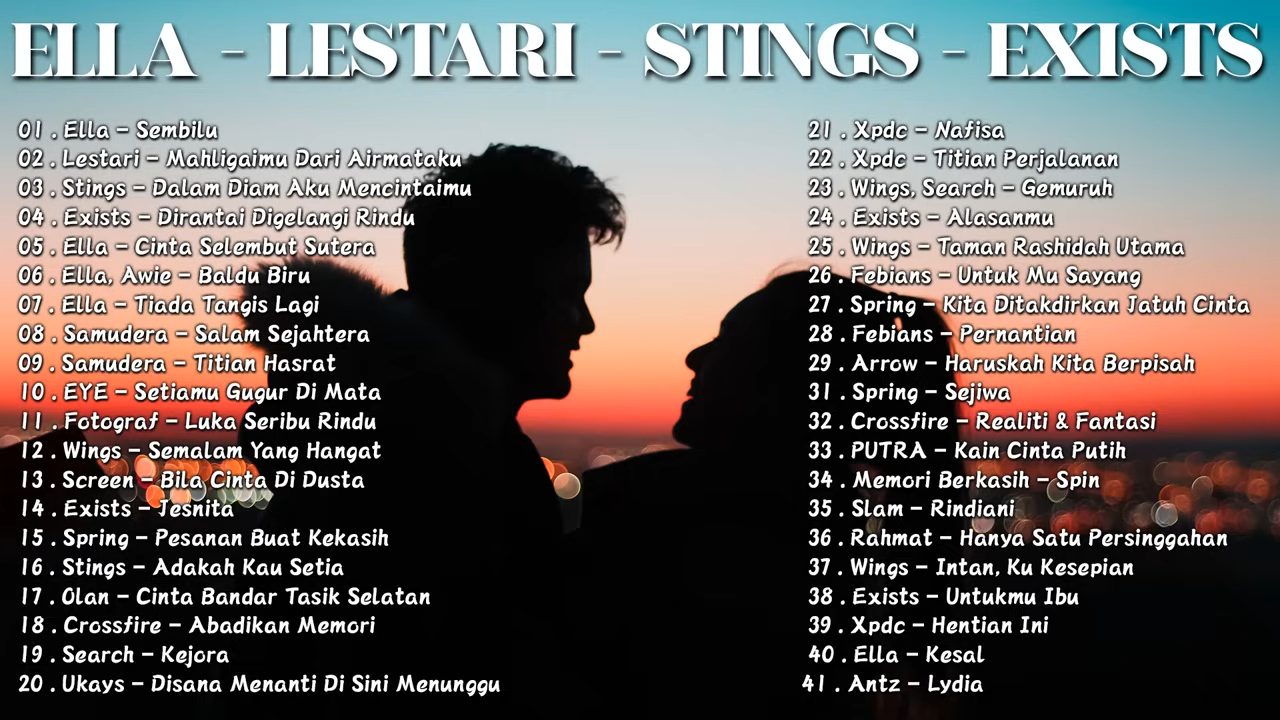 ELLA - LESTARI - STINGS - EXISTS
01 . Ella - Sembilu
02 . Lestari - Mahligaimu Dari Airmataku
03 . Stings - Dalam Diam Aku Mencintaimu
04 . Exists - Dirantai Digelangi Rindu
05 . Ella - Cinta Selembut Sutera
06 . Ella, Awie - Baldu Biru
07 . Ella - Tiada Tangis Lagi
08 . Samudera - Salam Sejahtera
09 . Samudera - Titian Hasrat
10 . EYE - Setiamu Gugur Di Mata
11 . Fotograf - Luka Seribu Rindu
12 . Wings - Semalam Yang Hangat
13 . Screen - Bila Cinta Di Dusta
14 . Exists - Jesnita
15 . Spring - Pesanan Buat Kekasih
16 . Stings - Adakah Kau Setia
17 . Olan - Cinta Bandar Tasik Selatan
18 . Crossfire - Abadikan Memori
19 . Search - Kejora
20 . Ukays - Disana Menanti Di Sini Menunggu
21 . Xpdc - Nafisa
22 . Xpdc - Titian Perjalanan
23 . Wings, Search - Gemuruh
24 . Exists - Alasanmu
25 . Wings - Taman Rashidah Utama
26 . Febians - Untuk Mu Sayang
27 . Spring - Kita Ditakdirkan Jatuh Cinta
28 . Febians - Pernantian
29 . Arrow - Haruskah Kita Berpisah
31 . Spring - Sejiwa
32 . Crossfire - Realiti & Fantasi
33 . PUTRA - Kain Cinta Putih
34 . Memori Berkasih - Spin
35 . Slam - Rindiani
36 . Rahmat - Hanya Satu Persinggahan
37 . Wings - Intan, Ku Kesepian
38 . Exists - Untukmu Ibu
39 . Xpdc - Hentian Ini
40 . Ella - Kesal
41 . Antz - Lydia